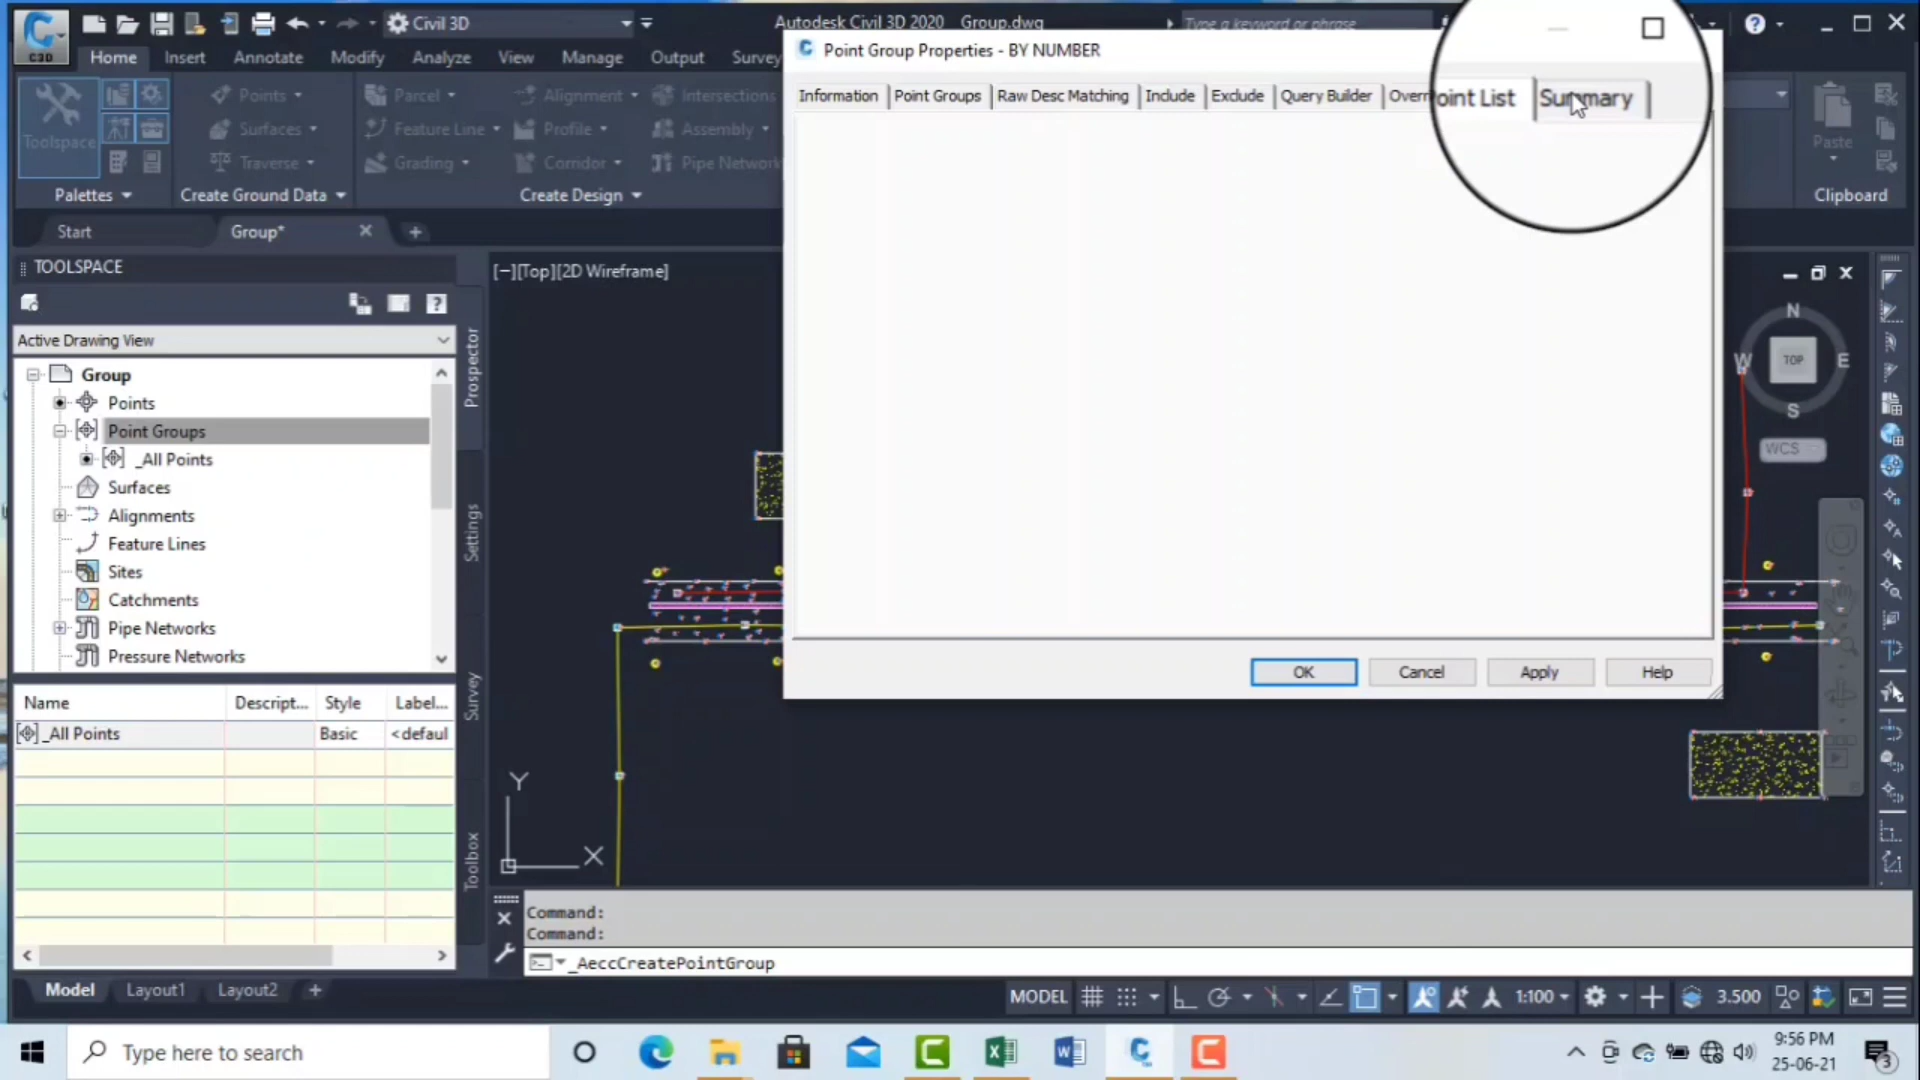 C3D
Civil 3D
Autodesk Civil 3D 2020 Group.dwg
Type a keyword or phrase
Home Insert Annotate Modify Analyze View Manage Output Survey
Toolspace
Points
Surfaces
Traverse
Parcel
Feature Line
Grading
Alignment
Profile
Corridor
Intersections
Assembly
Pipe Network
Paste
Palettes
Create Ground Data
Create Design
Clipboard
Start
Group*
Point Group Properties - BY NUMBER
Information Point Groups Raw Desc Matching Include Exclude Query Builder Overr oint List Summary
OK Cancel Apply Help
TOOLSPACE
Active Drawing View
Group
Points
Point Groups
_All Points
Surfaces
Alignments
Feature Lines
Sites
Catchments
Pipe Networks
Pressure Networks
Prospector
Settings
Survey
Toolbox
Name Descript... Style Label...
_All Points Basic <defaul
[−][Top][2D Wireframe]
N
W TOP E
S
WCS
Y
X
Command:
Command:
_AeccCreatePointGroup
Model Layout1 Layout2
MODEL 1:100 3.500
Type here to search
9:56 PM
25-06-21
3